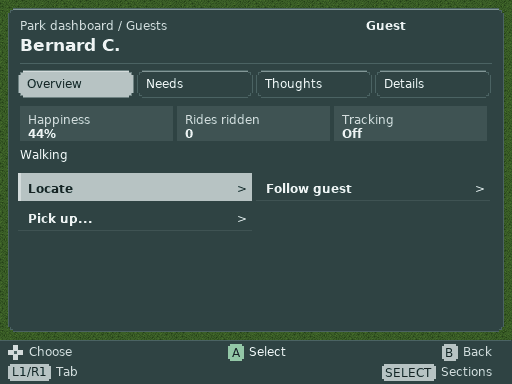 Park dashboard / Guests
Guest
Bernard C.
Overview
Needs
Thoughts
Details
Happiness
44%
Rides ridden
0
Tracking
Off
Walking
Locate >
Follow guest >
Pick up... >
Choose
A Select
B Back
L1/R1 Tab
SELECT Sections